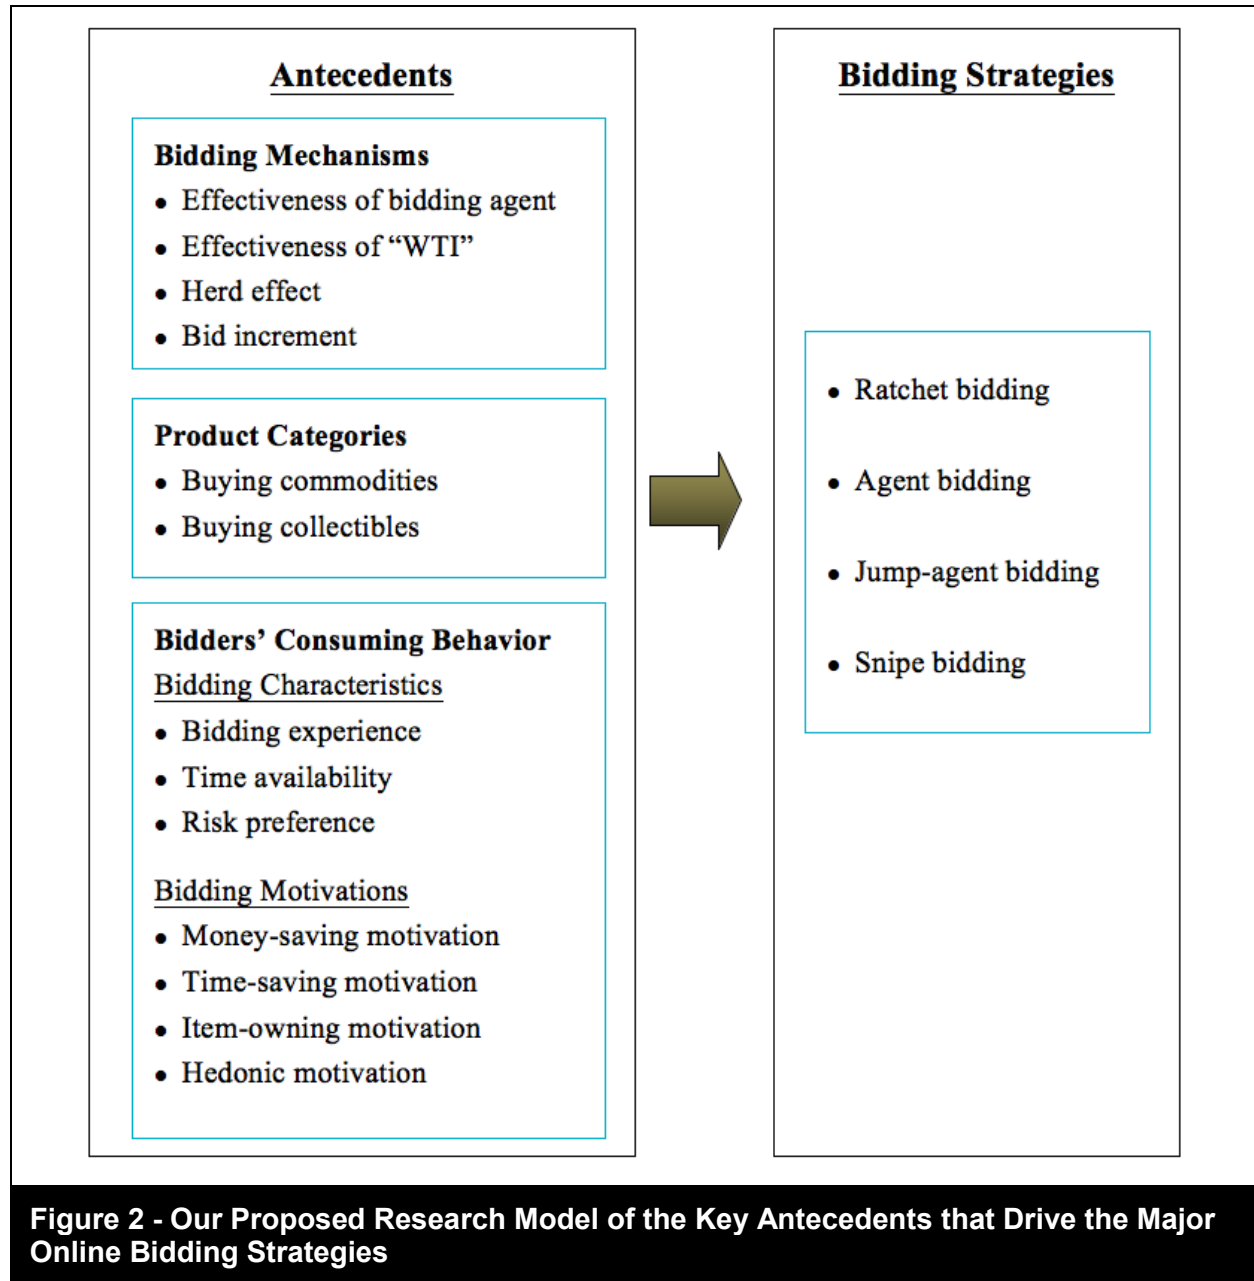 Antecedents
Bidding Mechanisms
• Effectiveness of bidding agent
• Effectiveness of “WTI”
• Herd effect
• Bid increment
Product Categories
• Buying commodities
• Buying collectibles
Bidders’ Consuming Behavior
Bidding Characteristics
• Bidding experience
• Time availability
• Risk preference
Bidding Motivations
• Money-saving motivation
• Time-saving motivation
• Item-owning motivation
• Hedonic motivation
Bidding Strategies
• Ratchet bidding
• Agent bidding
• Jump-agent bidding
• Snipe bidding
Figure 2 - Our Proposed Research Model of the Key Antecedents that Drive the Major
Online Bidding Strategies